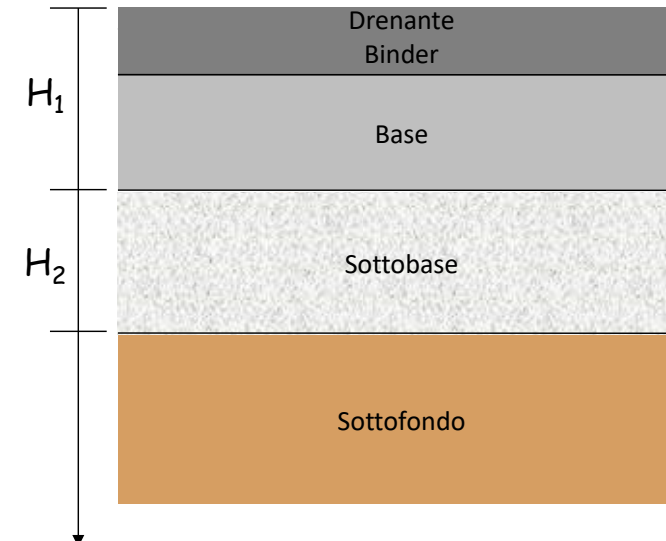 Drenante
Binder
H₁
Base
H₂
Sottobase
Sottofondo